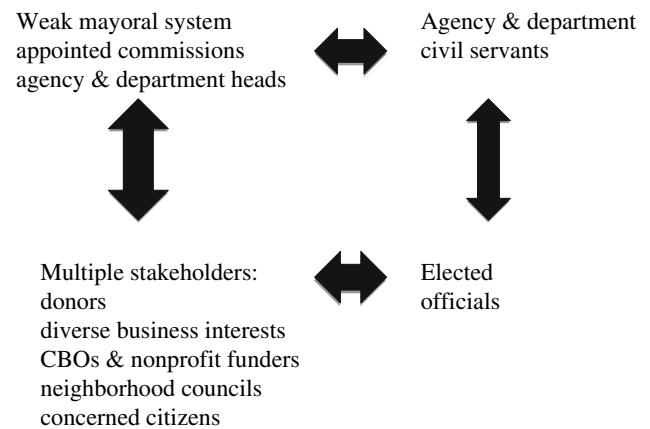 Weak mayoral system
appointed commissions
agency & department heads
Agency & department
civil servants
Multiple stakeholders:
donors
diverse business interests
CBOs & nonprofit funders
neighborhood councils
concerned citizens
Elected
officials